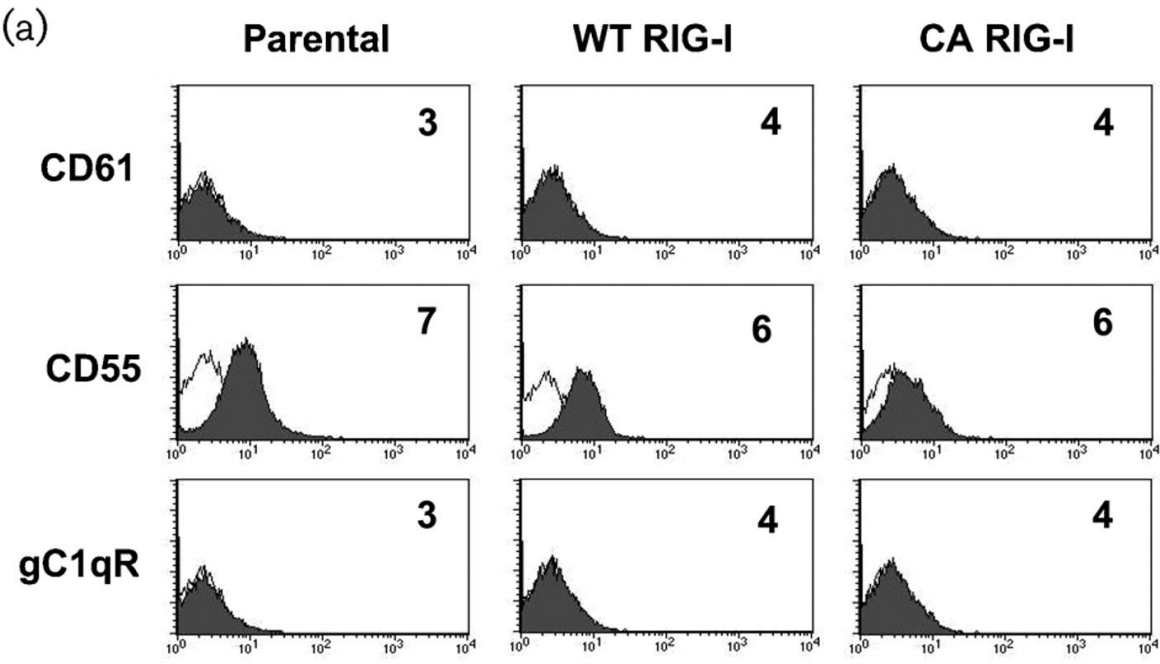 (a)
Parental WT RIG-I CA RIG-I
CD61 3 4 4
10⁰ 10¹ 10² 10³ 10⁴ 10⁰ 10¹ 10² 10³ 10⁴ 10⁰ 10¹ 10² 10³ 10⁴
CD55 7 6 6
10⁰ 10¹ 10² 10³ 10⁴ 10⁰ 10¹ 10² 10³ 10⁴ 10⁰ 10¹ 10² 10³ 10⁴
gC1qR 3 4 4
10⁰ 10¹ 10² 10³ 10⁴ 10⁰ 10¹ 10² 10³ 10⁴ 10⁰ 10¹ 10² 10³ 10⁴